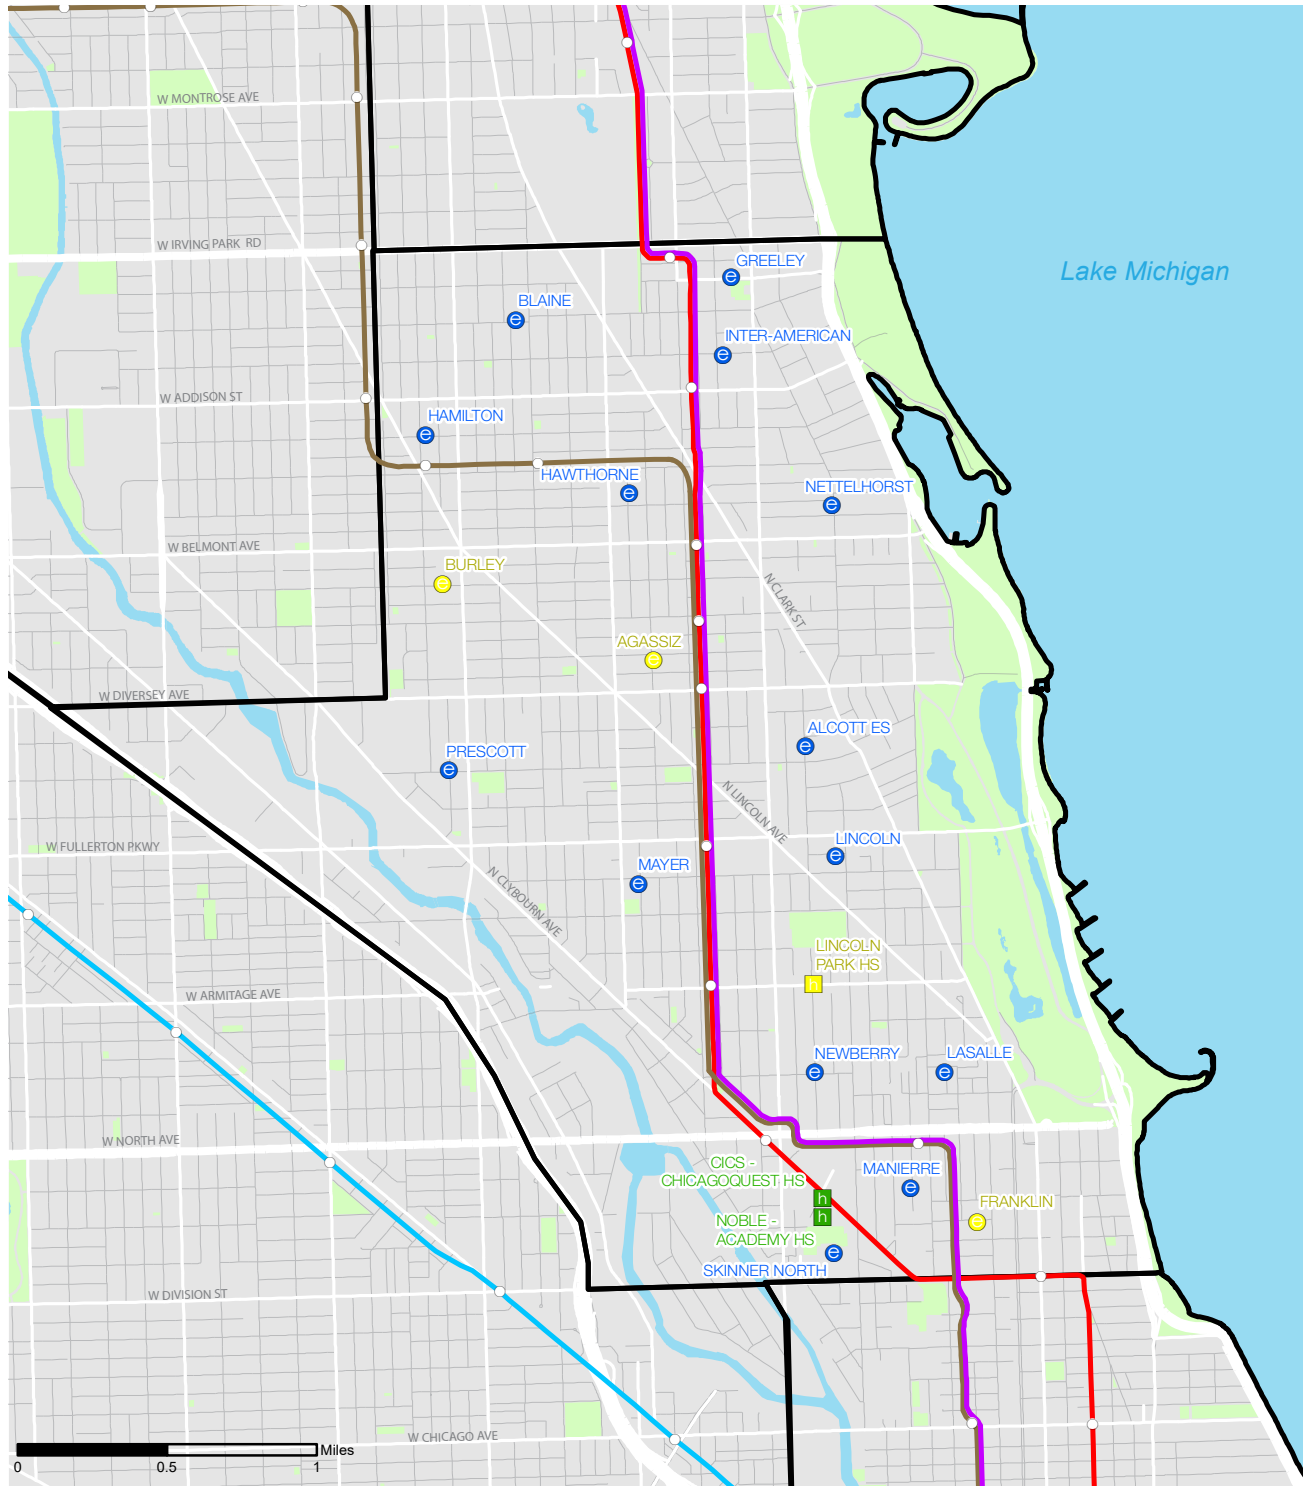 W MONTROSE AVE
W IRVING PARK RD
GREELEY
Lake Michigan
BLAINE
e
e
INTER-AMERICAN
e
W ADDISON ST
HAMILTON
e
HAWTHORNE
e
NETTELHORST
e
W BELMONT AVE
BURLEY
e
N CLARK ST
AGASSIZ
e
W DIVERSEY AVE
ALCOTT ES
e
PRESCOTT
e
N LINCOLN AVE
W FULLERTON PKWY
LINCOLN
e
MAYER
e
N CLYBOURN AVE
LINCOLN
PARK HS
h
W ARMITAGE AVE
NEWBERRY
e
LASALLE
e
W NORTH AVE
CICS -
CHICAGOQUEST HS
h
MANIERRE
e
NOBLE -
ACADEMY HS
h
FRANKLIN
e
SKINNER NORTH
e
W DIVISION ST
W CHICAGO AVE
Miles
0 0.5 1